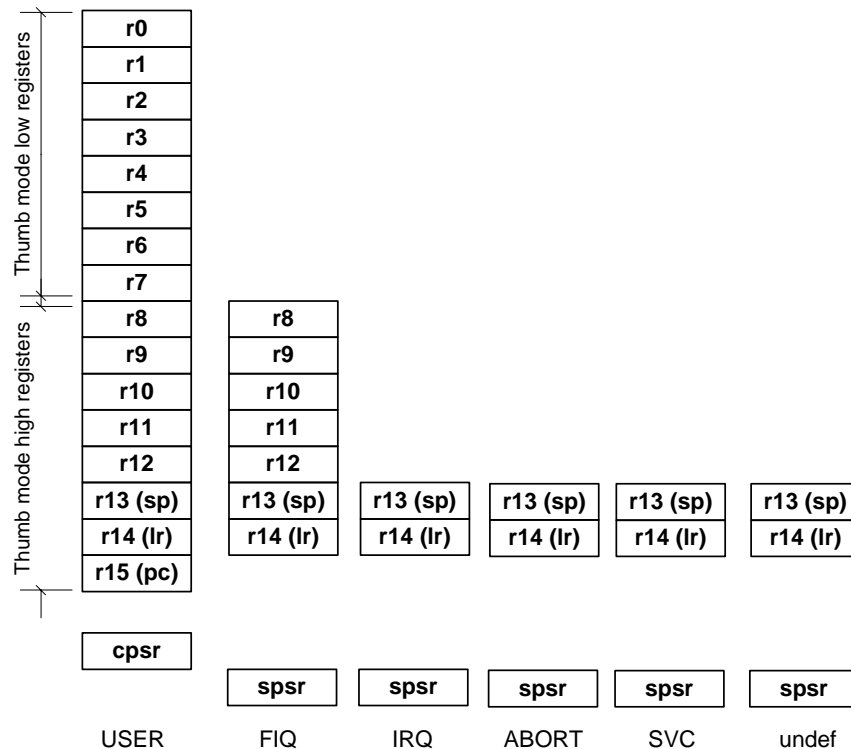 Thumb mode low registers
r0
r1
r2
r3
r4
r5
r6
r7
Thumb mode high registers
r8 r8
r9 r9
r10 r10
r11 r11
r12 r12
r13 (sp) r13 (sp) r13 (sp) r13 (sp) r13 (sp) r13 (sp)
r14 (lr) r14 (lr) r14 (lr) r14 (lr) r14 (lr) r14 (lr)
r15 (pc)
cpsr
spsr spsr spsr spsr spsr
USER FIQ IRQ ABORT SVC undef